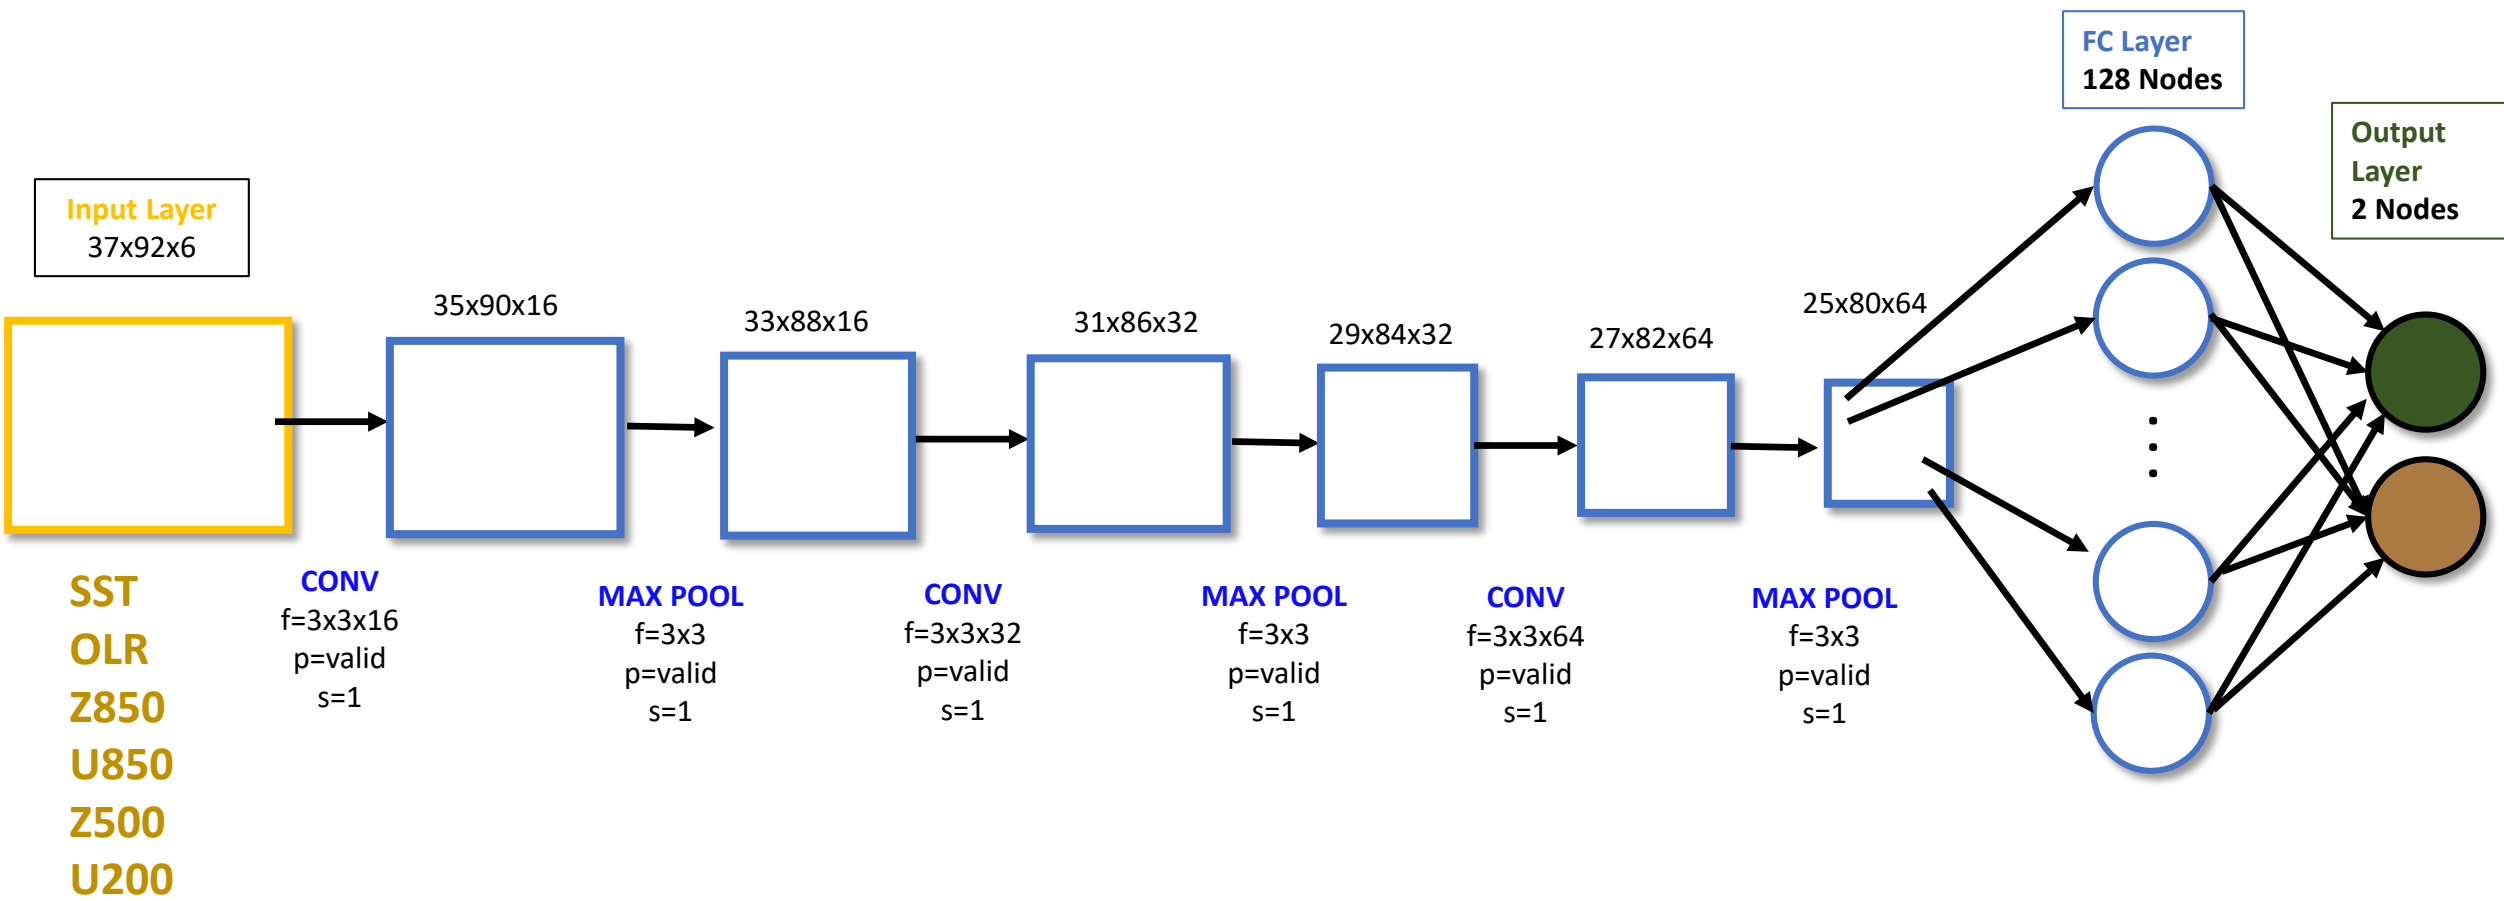 FC Layer
128 Nodes
Output
Layer
2 Nodes
Input Layer
37x92x6
35x90x16
33x88x16
31x86x32
29x84x32
27x82x64
25x80x64
SST
OLR
Z850
U850
Z500
U200
CONV
f=3x3x16
p=valid
s=1
MAX POOL
f=3x3
p=valid
s=1
CONV
f=3x3x32
p=valid
s=1
MAX POOL
f=3x3
p=valid
s=1
CONV
f=3x3x64
p=valid
s=1
MAX POOL
f=3x3
p=valid
s=1